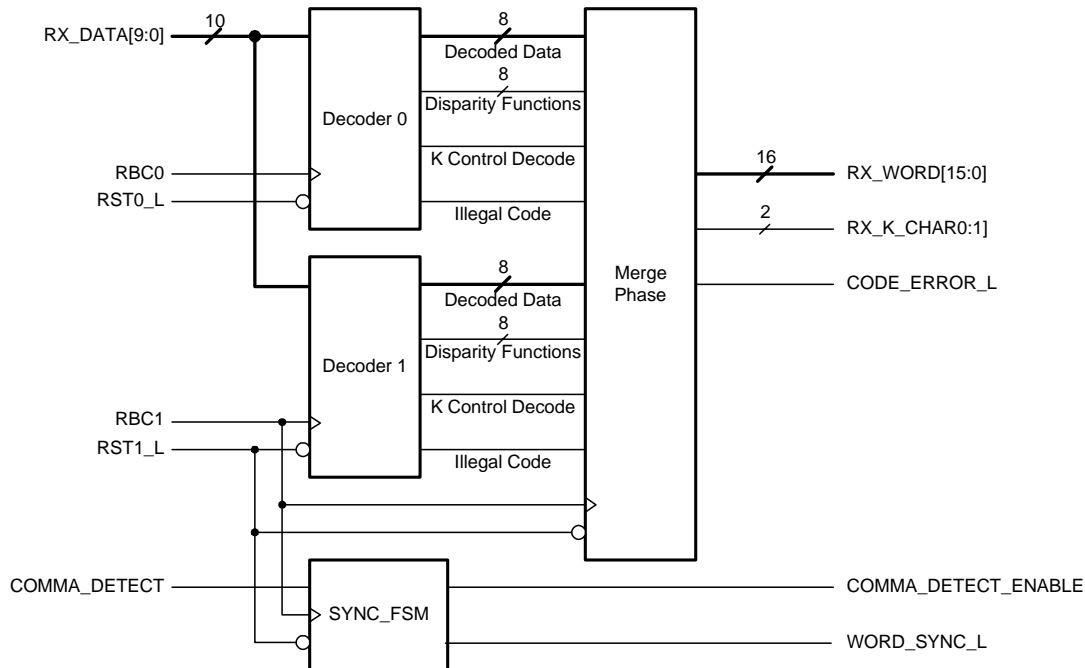 RX_DATA[9:0]
10
8
Decoded Data
8
Disparity Functions
Decoder 0
K Control Decode
RBC0
RST0_L
Illegal Code
16
RX_WORD[15:0]
2
RX_K_CHAR0:1]
8
Decoded Data
Merge
Phase
CODE_ERROR_L
8
Disparity Functions
Decoder 1
K Control Decode
RBC1
RST1_L
Illegal Code
COMMA_DETECT
COMMA_DETECT_ENABLE
SYNC_FSM
WORD_SYNC_L